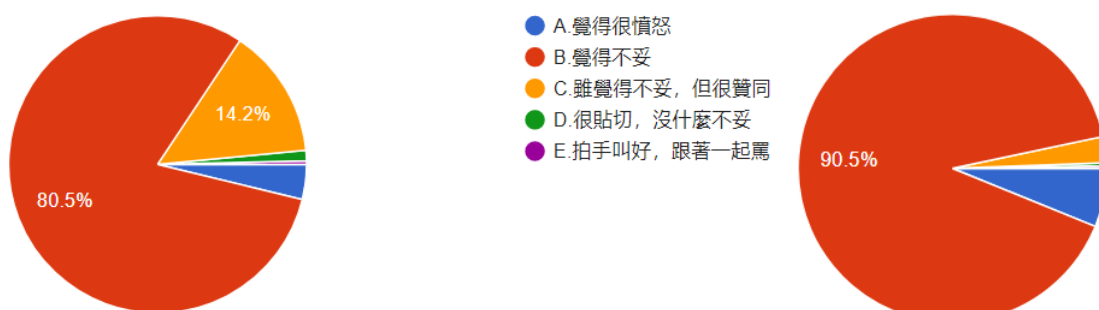 14.2%
80.5%
A.覺得很憤怒
B.覺得不妥
C.雖覺得不妥，但很贊同
D.很貼切，沒什麼不妥
E.拍手叫好，跟著一起罵
90.5%